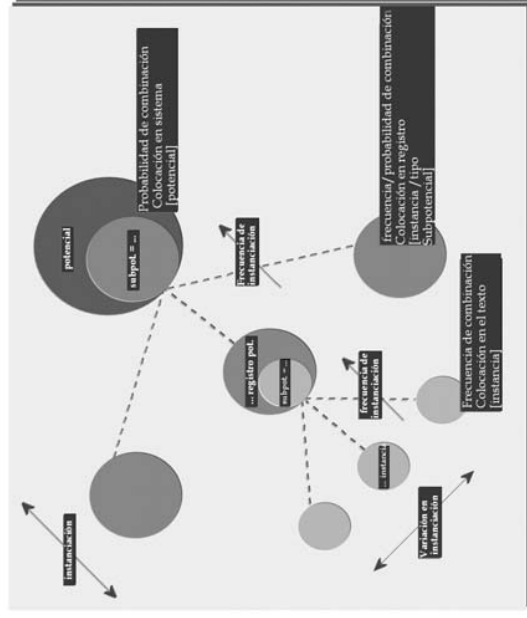 potencial
instanciación
subpot. = ...
Probabilidad de combinación
Colocación en sistema
[potencial]
... registro pot.
Frecuencia de
instanciación
subpot. = ...
frecuencia de
instanciación
... instanci
frecuencia/probabilidad de combinación
Colocación en registro
[instancia /tipo
Subpotencial]
Variación en
instanciación
Frecuencia de combinación
Colocación en el texto
[instancia]